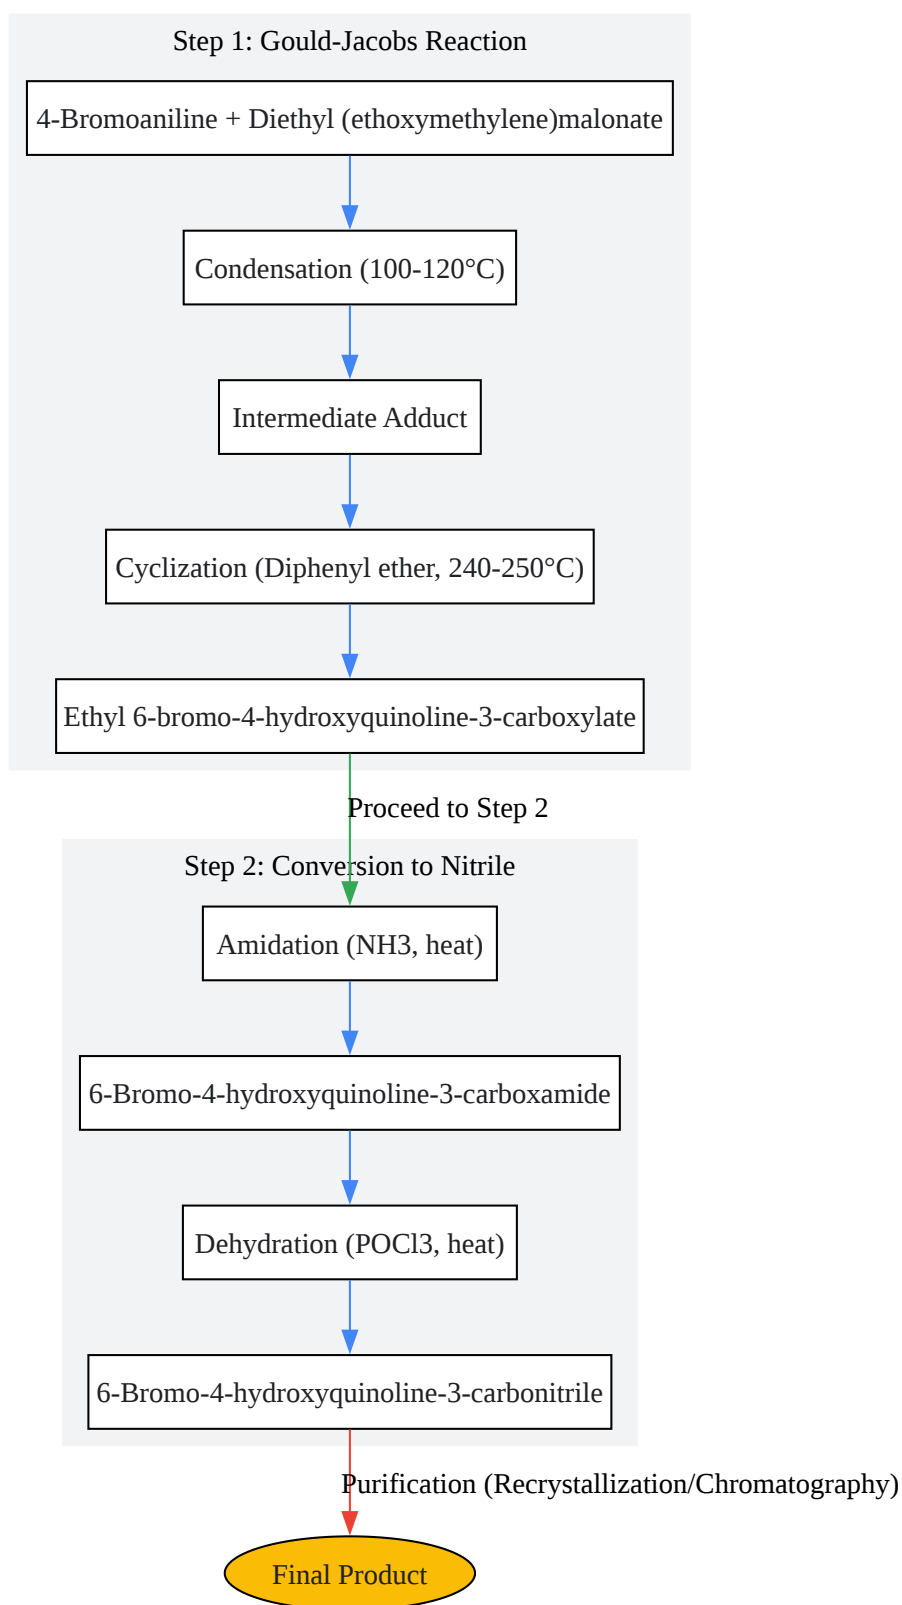 Step 1: Gould-Jacobs Reaction
4-Bromoaniline + Diethyl (ethoxymethylene)malonate
Condensation (100-120°C)
Intermediate Adduct
Cyclization (Diphenyl ether, 240-250°C)
Ethyl 6-bromo-4-hydroxyquinoline-3-carboxylate
Proceed to Step 2
Step 2: Conversion to Nitrile
Amidation (NH3, heat)
6-Bromo-4-hydroxyquinoline-3-carboxamide
Dehydration (POCl3, heat)
6-Bromo-4-hydroxyquinoline-3-carbonitrile
Purification (Recrystallization/Chromatography)
Final Product